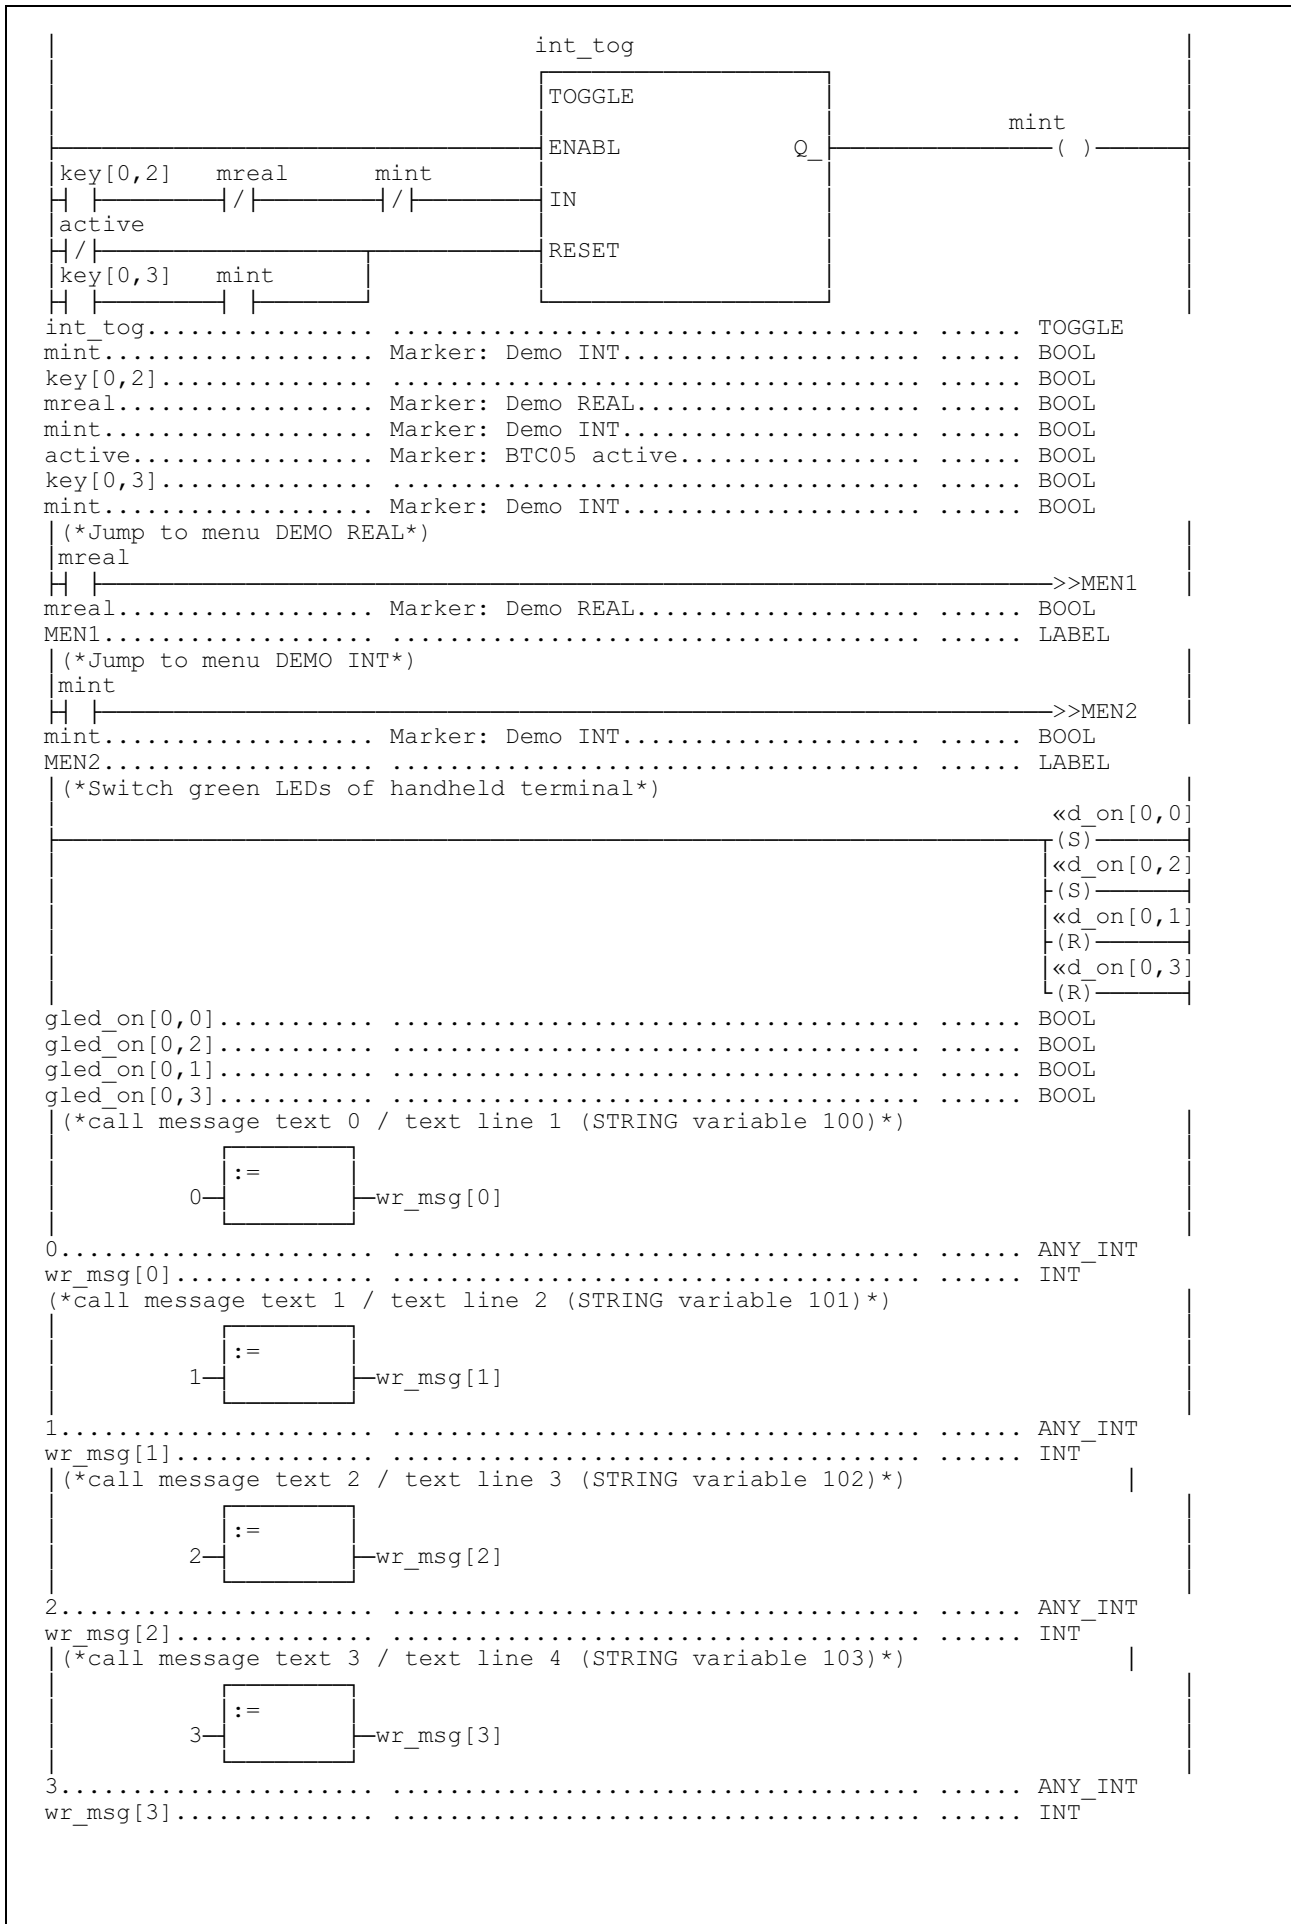 int_tog
TOGGLE
mint
ENABL Q_ ( )
key[0,2] mreal mint
/ / IN
active
/ RESET
key[0,3] mint
int_tog................ ..................................... ...... TOGGLE
mint................... Marker: Demo INT..................... ...... BOOL
key[0,2]............... ..................................... ...... BOOL
mreal.................. Marker: Demo REAL.................... ...... BOOL
mint................... Marker: Demo INT..................... ...... BOOL
active................. Marker: BTC05 active................. ...... BOOL
key[0,3]............... ..................................... ...... BOOL
mint................... Marker: Demo INT..................... ...... BOOL
(*Jump to menu DEMO REAL*)
mreal
>>MEN1
mreal.................. Marker: Demo REAL.................... ...... BOOL
MEN1................... ..................................... ...... LABEL
(*Jump to menu DEMO INT*)
mint
>>MEN2
mint................... Marker: Demo INT..................... ...... BOOL
MEN2................... ..................................... ...... LABEL
(*Switch green LEDs of handheld terminal*)
«d_on[0,0]
(S)
«d_on[0,2]
(S)
«d_on[0,1]
(R)
«d_on[0,3]
(R)
gled_on[0,0]........... ..................................... ...... BOOL
gled_on[0,2]........... ..................................... ...... BOOL
gled_on[0,1]........... ..................................... ...... BOOL
gled_on[0,3]........... ..................................... ...... BOOL
(*call message text 0 / text line 1 (STRING variable 100)*)
:=
0 wr_msg[0]
0...................... ..................................... ...... ANY_INT
wr_msg[0].............. ..................................... ...... INT
(*call message text 1 / text line 2 (STRING variable 101)*)
:=
1 wr_msg[1]
1...................... ..................................... ...... ANY_INT
wr_msg[1].............. ..................................... ...... INT
(*call message text 2 / text line 3 (STRING variable 102)*)
:=
2 wr_msg[2]
2...................... ..................................... ...... ANY_INT
wr_msg[2].............. ..................................... ...... INT
(*call message text 3 / text line 4 (STRING variable 103)*)
:=
3 wr_msg[3]
3...................... ..................................... ...... ANY_INT
wr_msg[3].............. ..................................... ...... INT